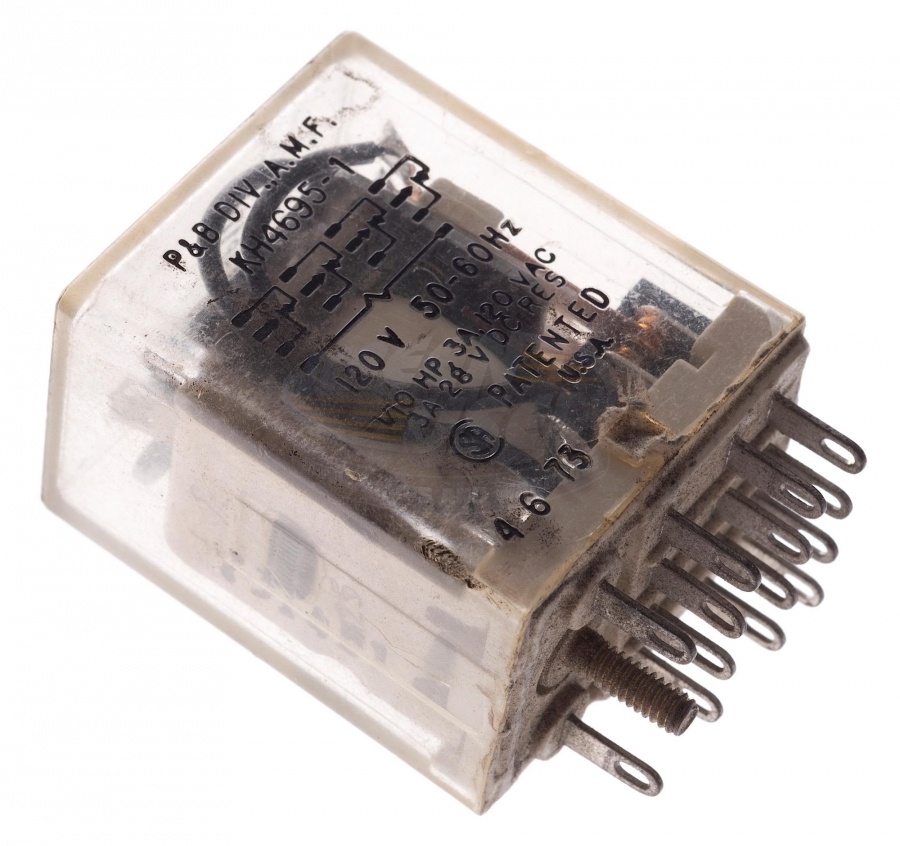 P&B DIV., A.M.F.
KH4695-1
120 V 50-60Hz
1/10 HP, 3A, 120 VAC
3A 28 V DC RES
PATENTED
U.S.A.
4 6 73